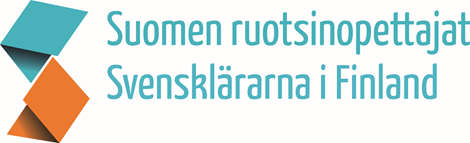 Suomen ruotsinopettajat
Svensklärarna i Finland